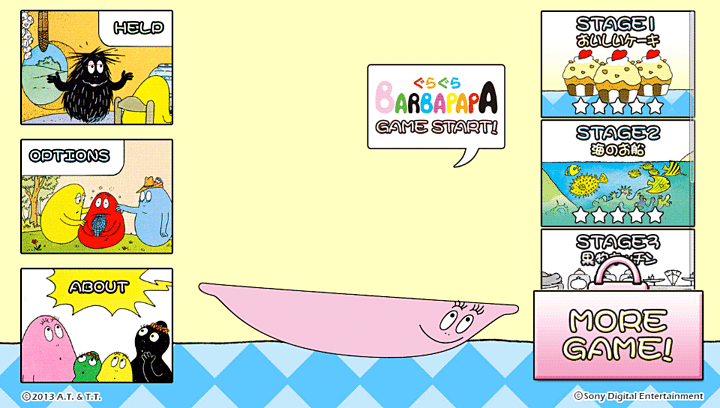 HELP
OPTIONS
ABOUT
ぐらぐら
BARBAPAPA
GAME START!
STAGE1
おいしいケーキ
STAGE2
海のお船
STAGE3
MORE
GAME!
©2013 A.T. & T.T.
©Sony Digital Entertainment